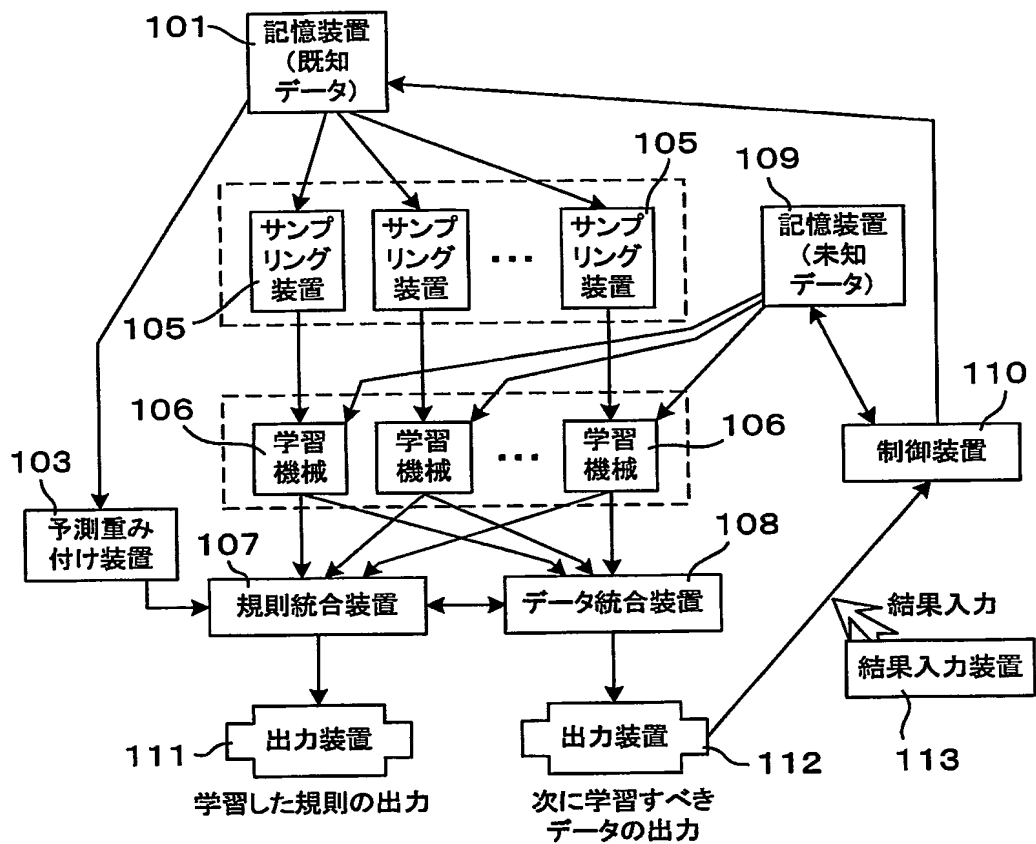 101
記憶装置
(既知
データ)
105
109
記憶装置
(未知
データ)
サンプ
リング
装置
サンプ
リング
装置
…
サンプ
リング
装置
105
110
制御装置
106
学習
機械
学習
機械
…
学習
機械
106
103
予測重み
付け装置
107
規則統合装置
108
データ統合装置
結果入力
結果入力装置
113
111
出力装置
学習した規則の出力
出力装置
112
次に学習すべき
データの出力